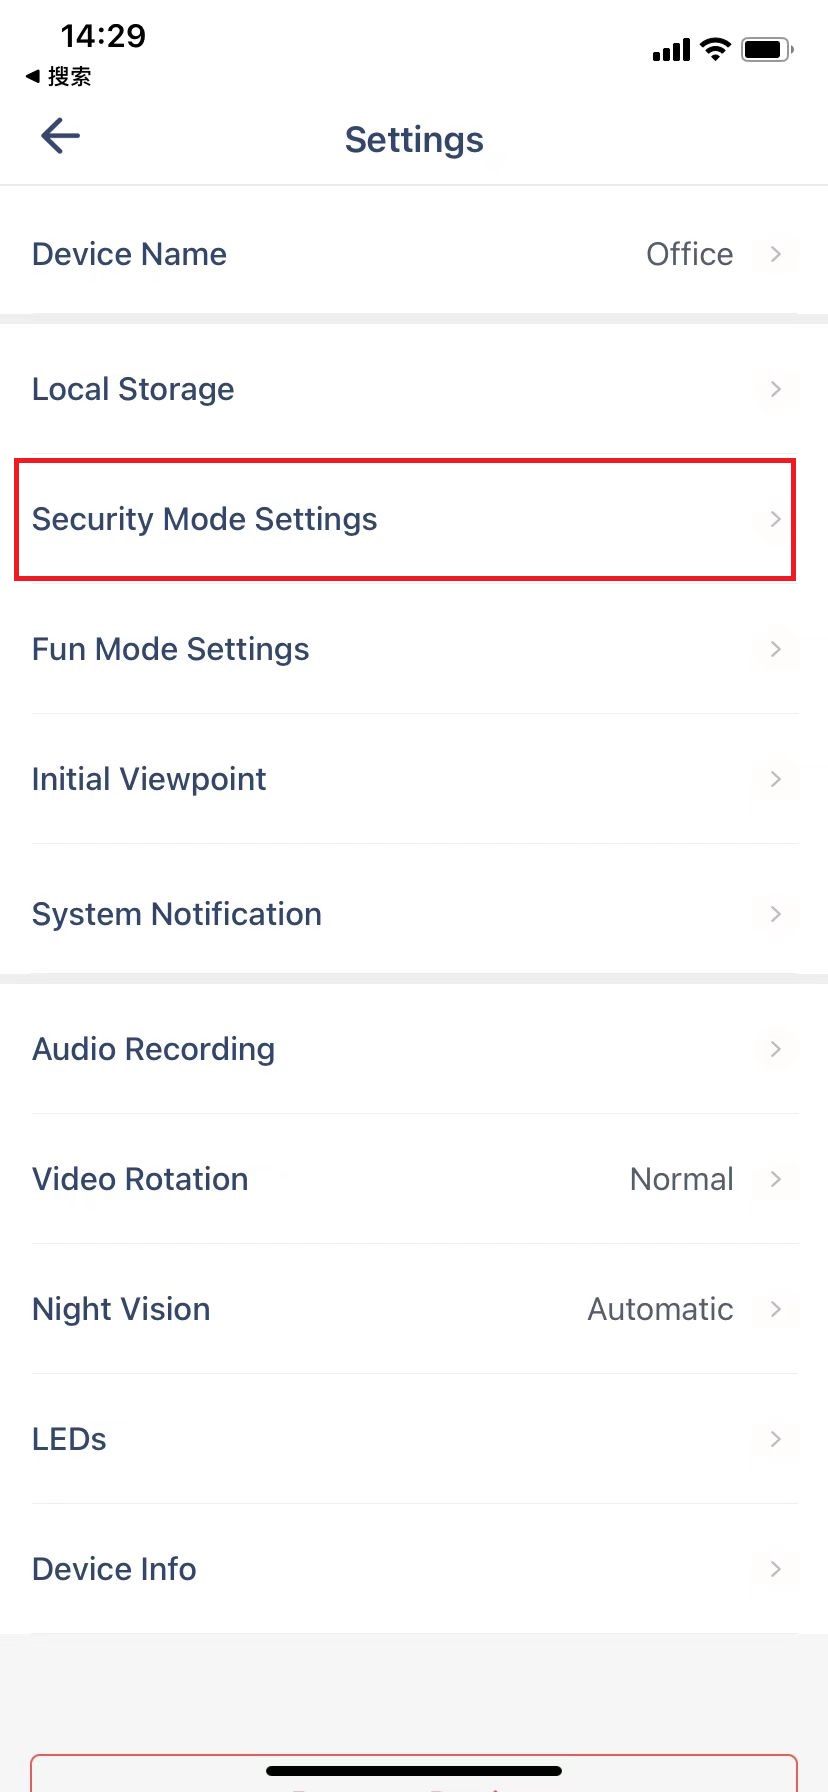 14:29
◀ 搜索
Settings
Device Name Office
Local Storage
Security Mode Settings
Fun Mode Settings
Initial Viewpoint
System Notification
Audio Recording
Video Rotation Normal
Night Vision Automatic
LEDs
Device Info